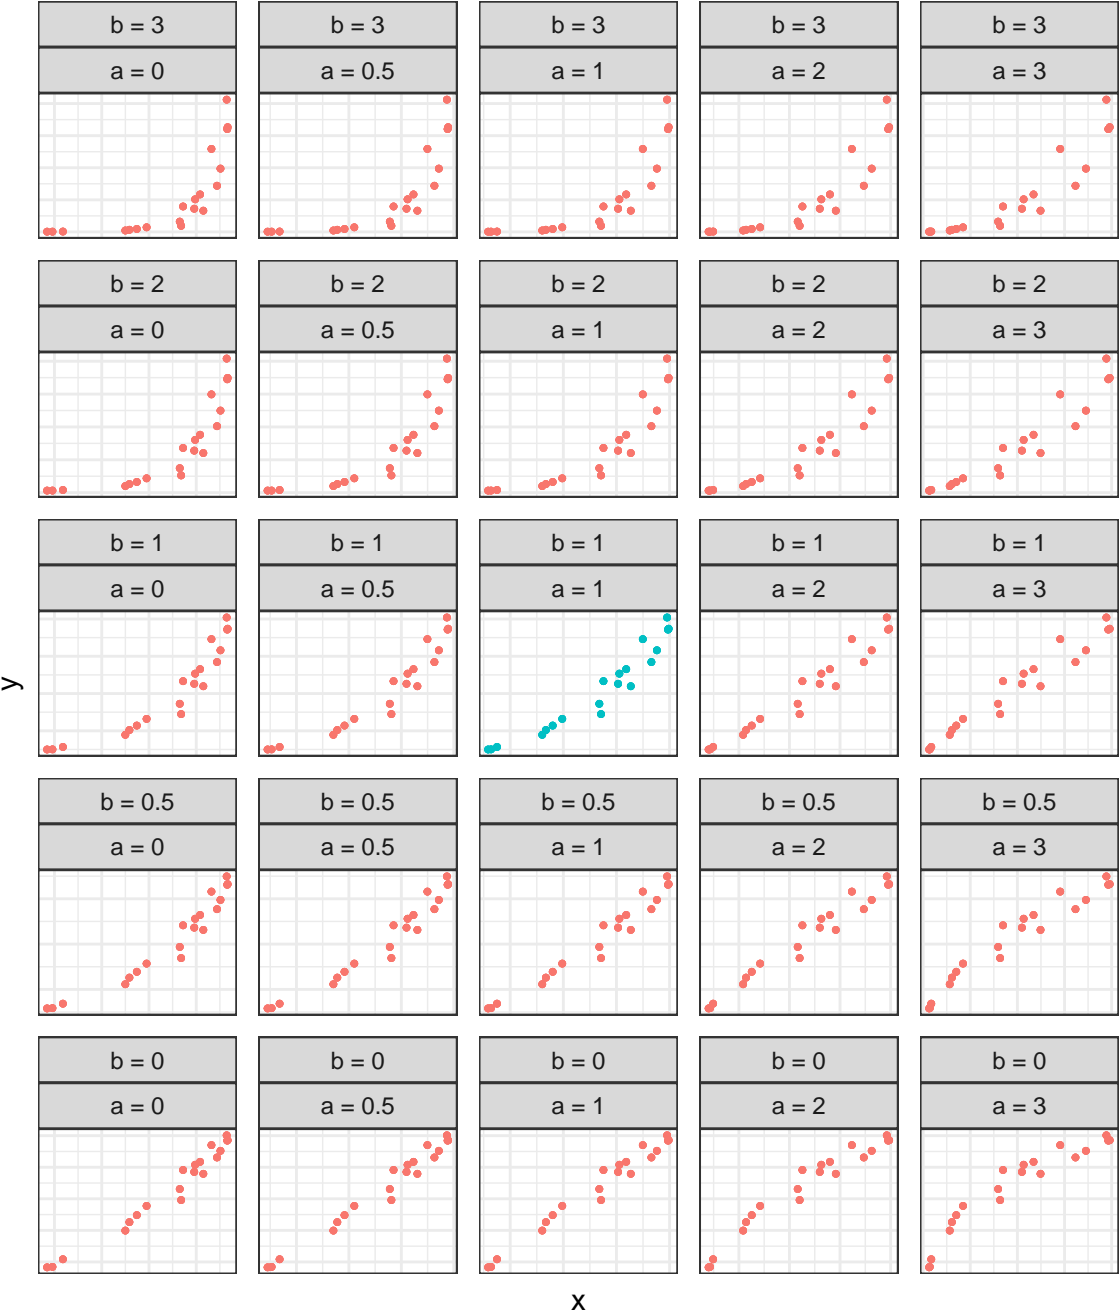 b = 3 b = 3 b = 3 b = 3 b = 3
a = 0 a = 0.5 a = 1 a = 2 a = 3
b = 2 b = 2 b = 2 b = 2 b = 2
a = 0 a = 0.5 a = 1 a = 2 a = 3
b = 1 b = 1 b = 1 b = 1 b = 1
a = 0 a = 0.5 a = 1 a = 2 a = 3
y
b = 0.5 b = 0.5 b = 0.5 b = 0.5 b = 0.5
a = 0 a = 0.5 a = 1 a = 2 a = 3
b = 0 b = 0 b = 0 b = 0 b = 0
a = 0 a = 0.5 a = 1 a = 2 a = 3
x